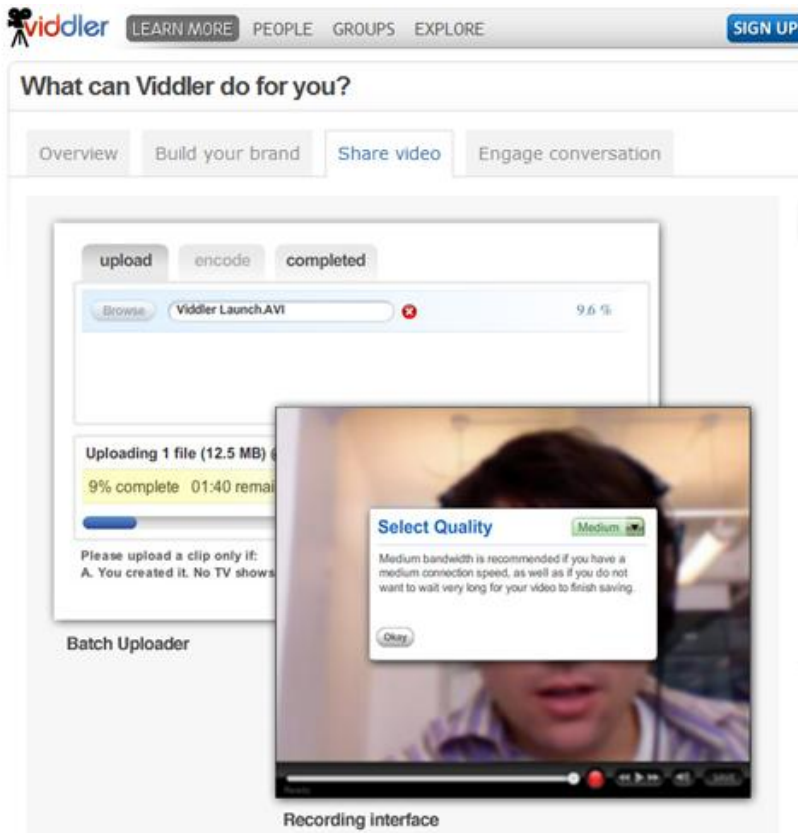 viddler LEARN MORE PEOPLE GROUPS EXPLORE SIGN UP
What can Viddler do for you?
Overview Build your brand Share video Engage conversation
upload encode completed
Browse Viddler Launch.AVI 9.6 %
Uploading 1 file (12.5 MB)
9% complete 01:40 remai
Select Quality Medium
Medium bandwidth is recommended if you have a
medium connection speed, as well as if you do not
want to wait very long for your video to finish saving.
Okay
Please upload a clip only if:
A. You created it. No TV shows
Batch Uploader
Ready SAVE
Recording interface